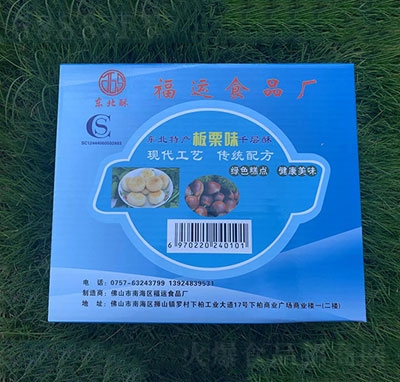 福运食品厂
东北酥
SC12444060502463
东北特产板栗味千层酥
现代工艺 传统配方
绿色糕点 健康美味
6970220240101
电 话：0757-63243799 13924839533
制造商：佛山市南海区福运食品厂
地 址：佛山市南海区狮山镇罗村下柏工业大道17号下柏商业广场商业楼一(二楼)